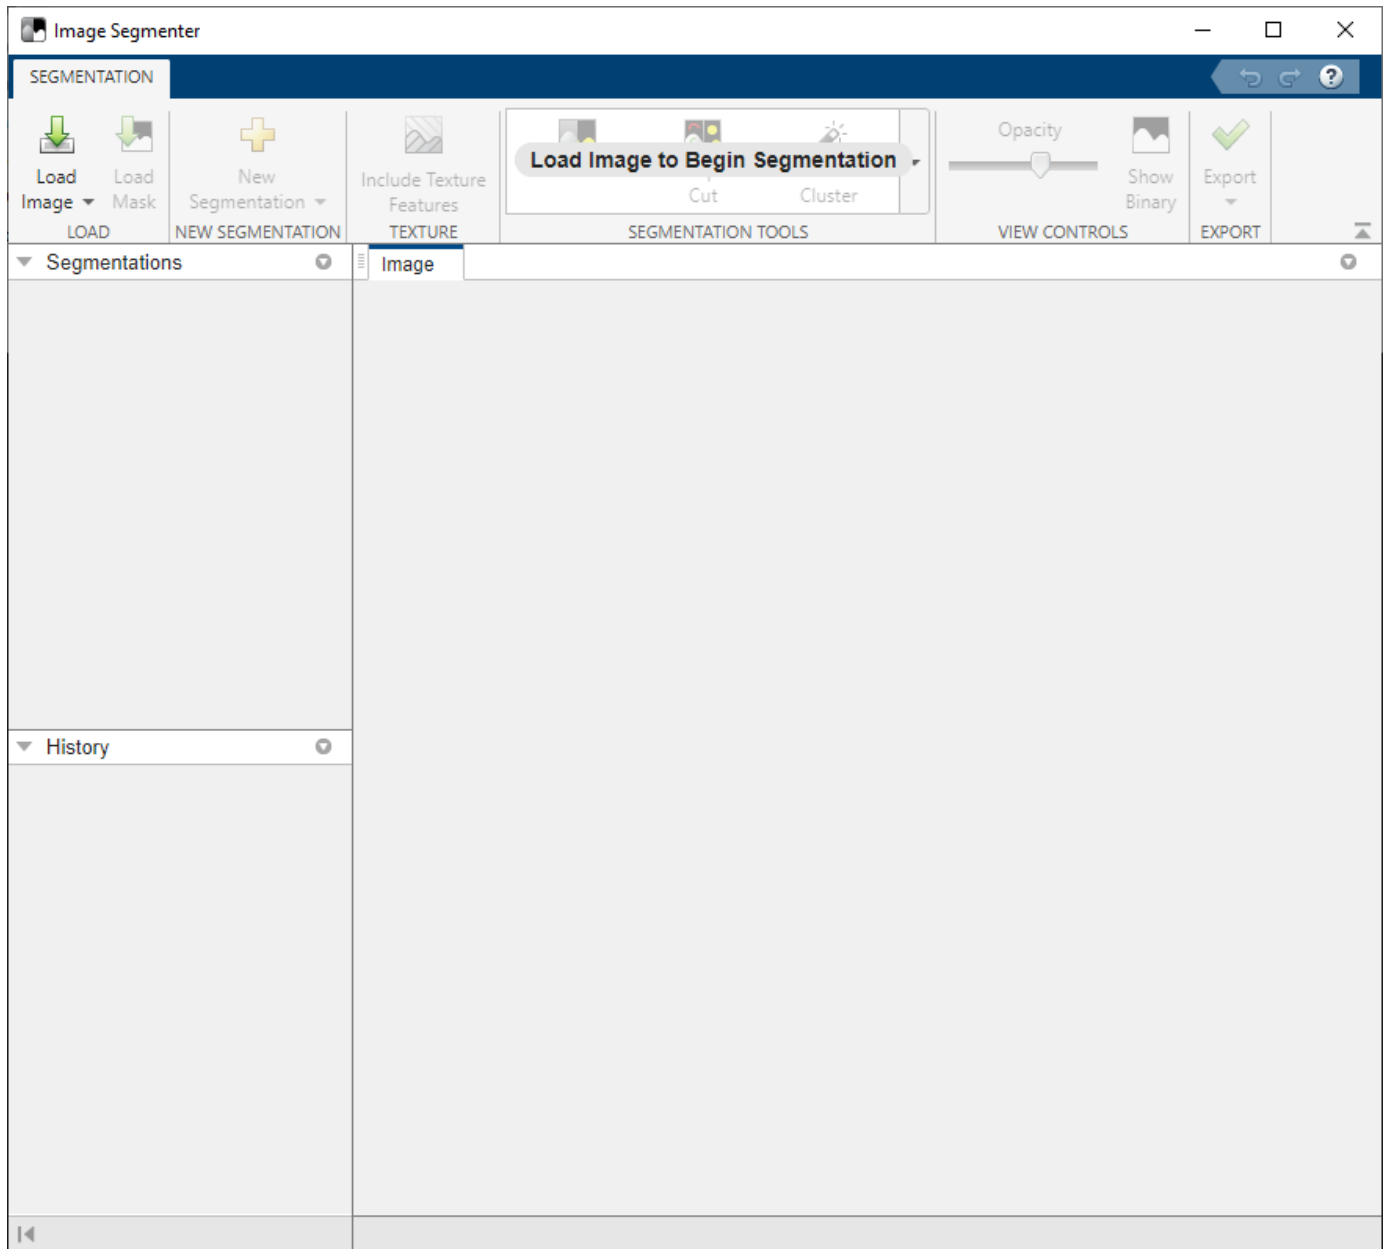 Image Segmenter
SEGMENTATION
Load
Image
Load
Mask
LOAD
New
Segmentation
NEW SEGMENTATION
Include Texture
Features
TEXTURE
Load Image to Begin Segmentation
Cut
Cluster
SEGMENTATION TOOLS
Opacity
Show
Binary
VIEW CONTROLS
Export
EXPORT
Segmentations
Image
History